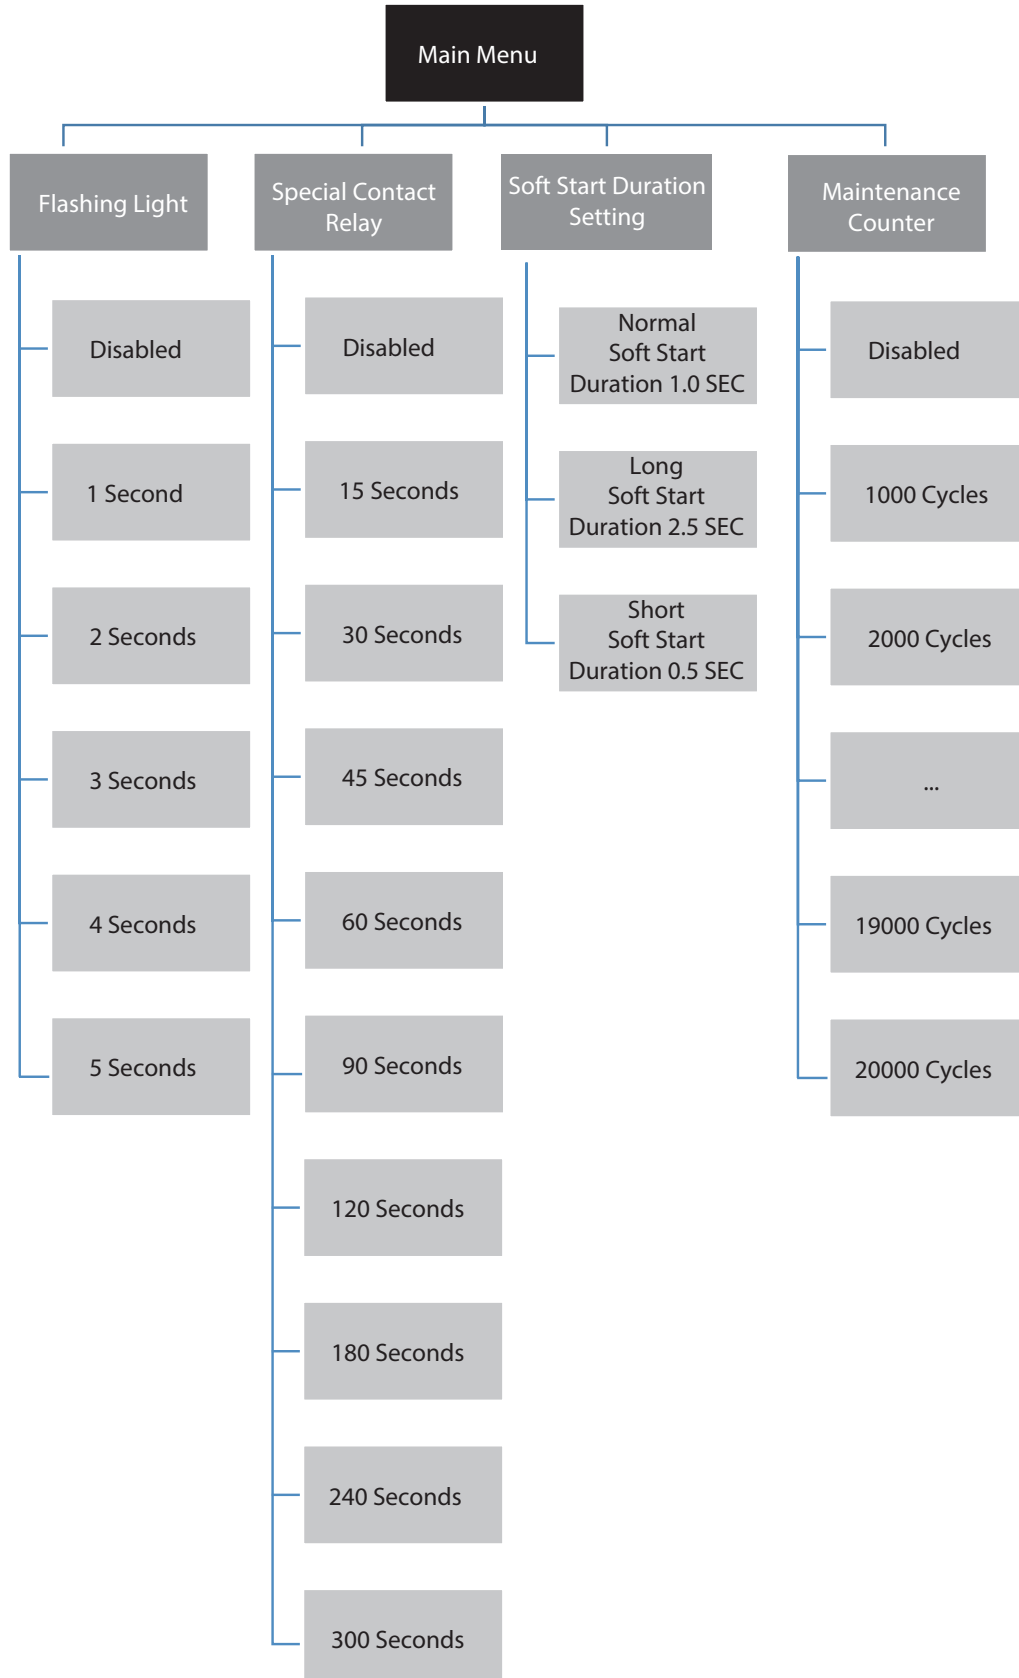 Main Menu
Flashing Light
Special Contact
Relay
Soft Start Duration
Setting
Maintenance
Counter
Disabled
1 Second
2 Seconds
3 Seconds
4 Seconds
5 Seconds
Disabled
15 Seconds
30 Seconds
45 Seconds
60 Seconds
90 Seconds
120 Seconds
180 Seconds
240 Seconds
300 Seconds
Normal
Soft Start
Duration 1.0 SEC
Long
Soft Start
Duration 2.5 SEC
Short
Soft Start
Duration 0.5 SEC
Disabled
1000 Cycles
2000 Cycles
...
19000 Cycles
20000 Cycles